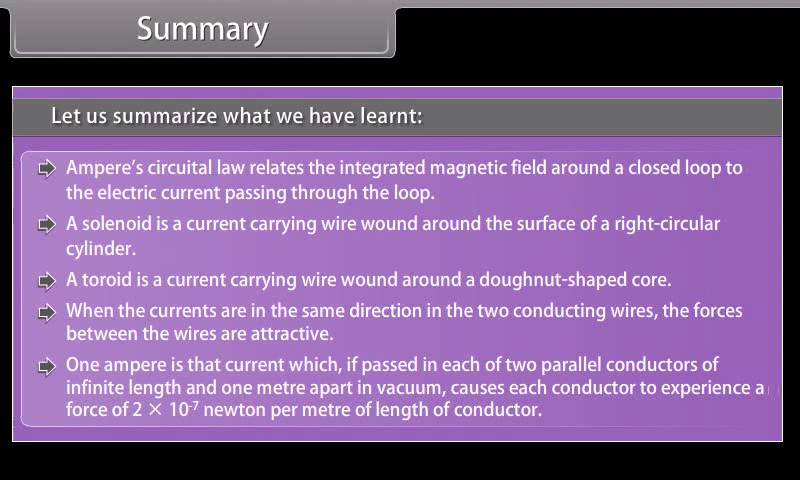 Summary
Let us summarize what we have learnt:
Ampere's circuital law relates the integrated magnetic field around a closed loop to
the electric current passing through the loop.
A solenoid is a current carrying wire wound around the surface of a right-circular
cylinder.
A toroid is a current carrying wire wound around a doughnut-shaped core.
When the currents are in the same direction in the two conducting wires, the forces
between the wires are attractive.
One ampere is that current which, if passed in each of two parallel conductors of
infinite length and one metre apart in vacuum, causes each conductor to experience a
force of 2 × 10⁻⁷ newton per metre of length of conductor.